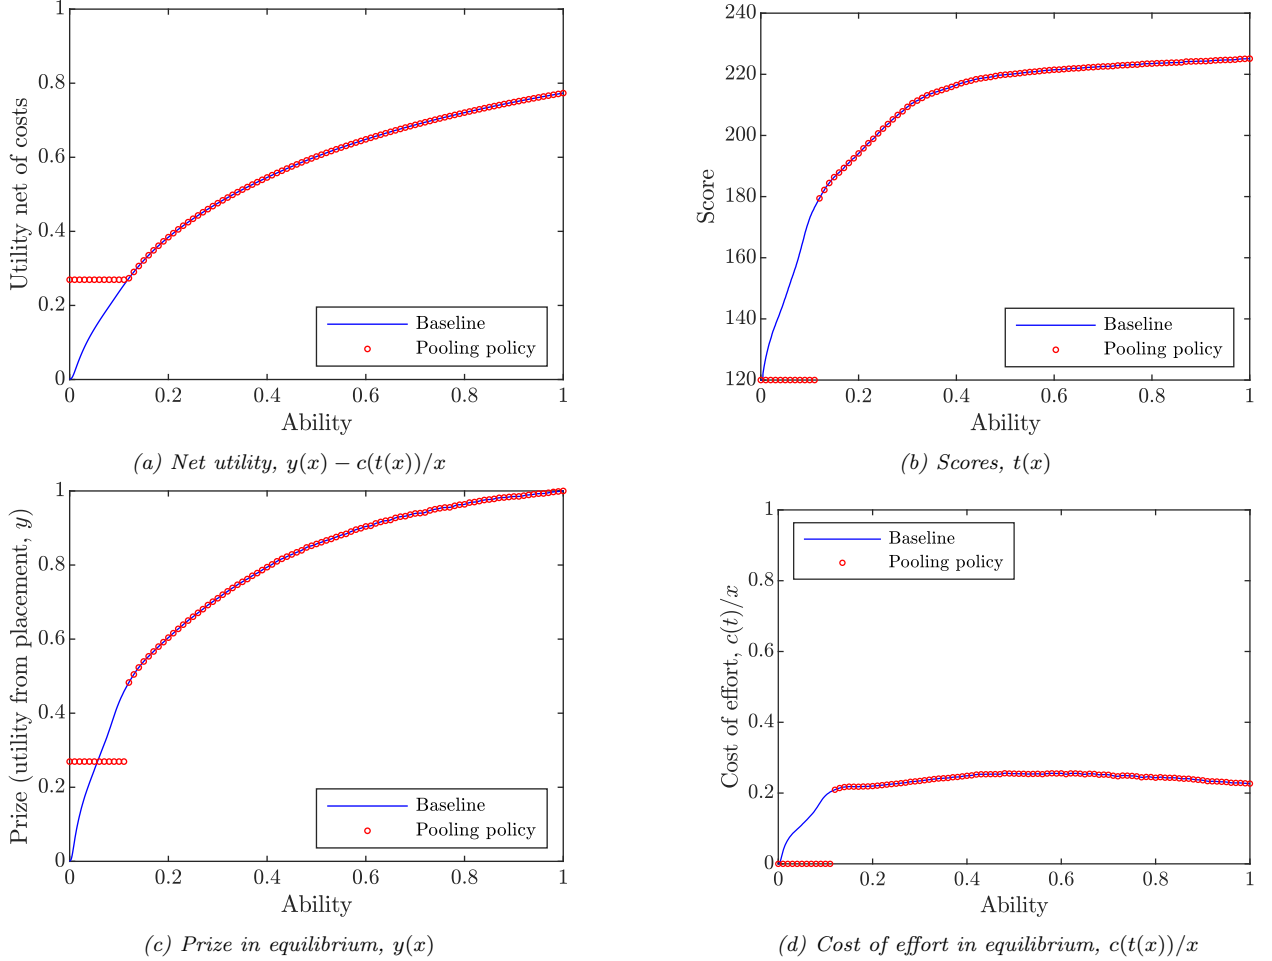 Utility net of costs
1
0.8
0.6
0.4
0.2
0
0
0.2
0.4
0.6
0.8
1
Ability
Baseline
Pooling policy
(a) Net utility, y(x) − c(t(x))/x
Score
240
220
200
180
160
140
120
0
0.2
0.4
0.6
0.8
1
Ability
Baseline
Pooling policy
(b) Scores, t(x)
Prize (utility from placement, y)
1
0.8
0.6
0.4
0.2
0
0
0.2
0.4
0.6
0.8
1
Ability
Baseline
Pooling policy
(c) Prize in equilibrium, y(x)
Cost of effort, c(t)/x
1
0.8
0.6
0.4
0.2
0
0
0.2
0.4
0.6
0.8
1
Ability
Baseline
Pooling policy
(d) Cost of effort in equilibrium, c(t(x))/x